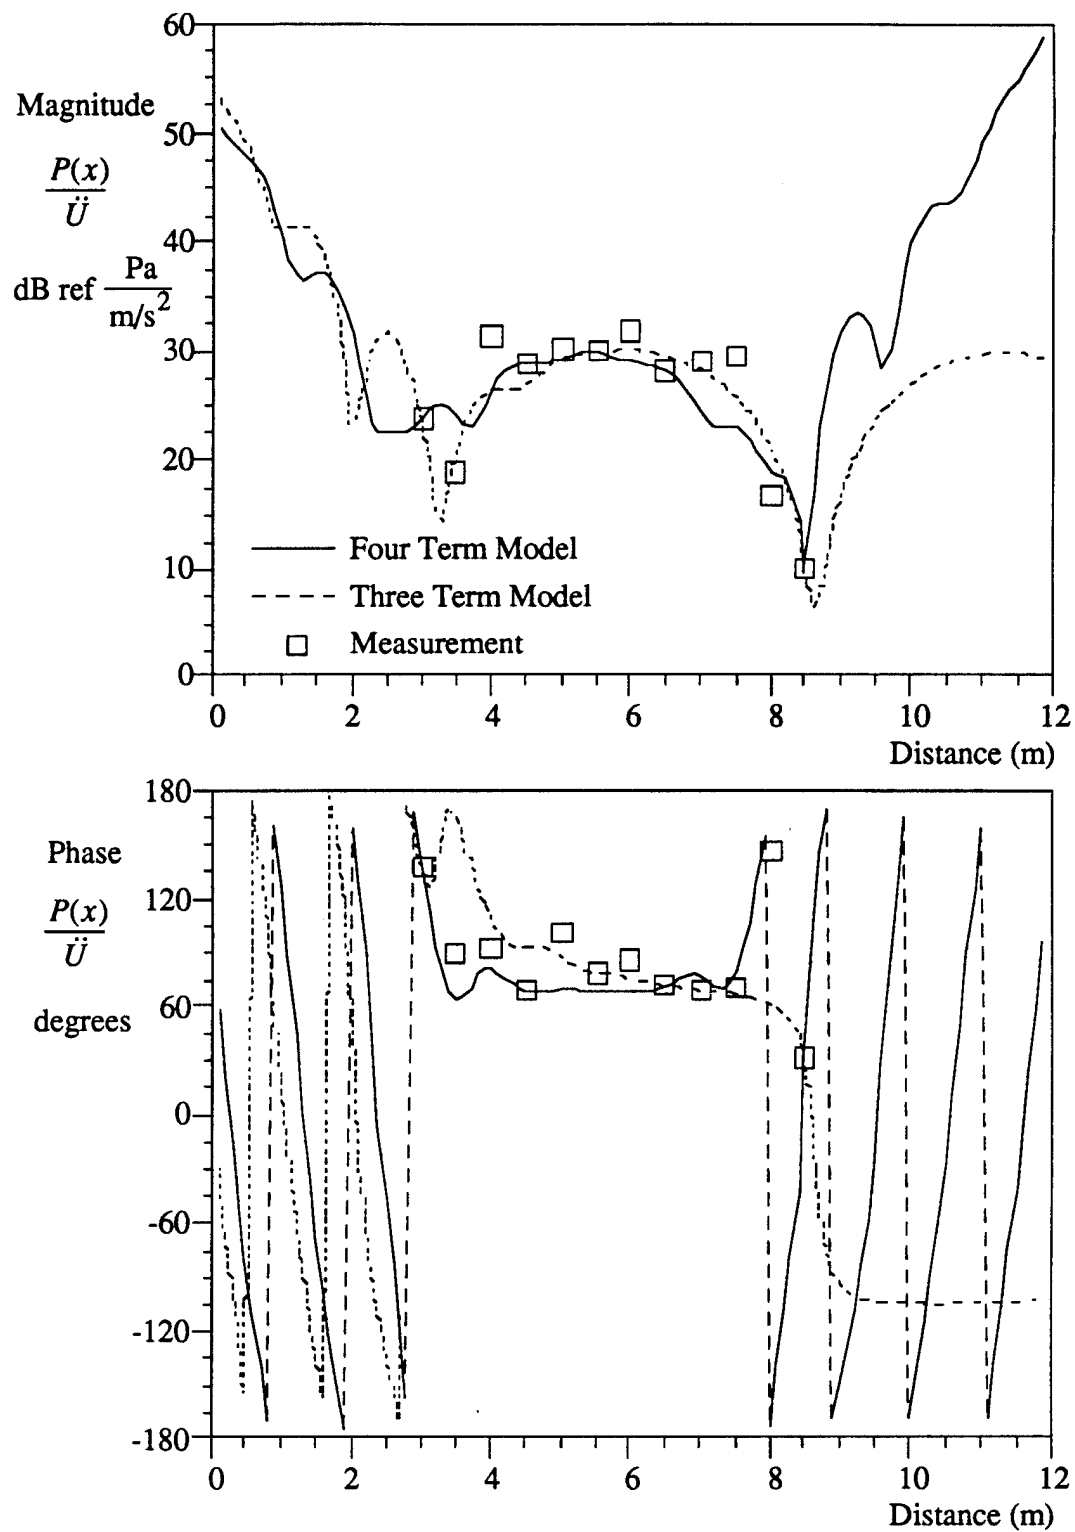 60
Magnitude
50
P(x)
Ü
40
dB ref Pa
m/s²
30
20
Four Term Model
10
Three Term Model
Measurement
0
0 2 4 6 8 10 12
Distance (m)
180
Phase
120
P(x)
Ü
60
degrees
0
-60
-120
-180
0 2 4 6 8 10 12
Distance (m)